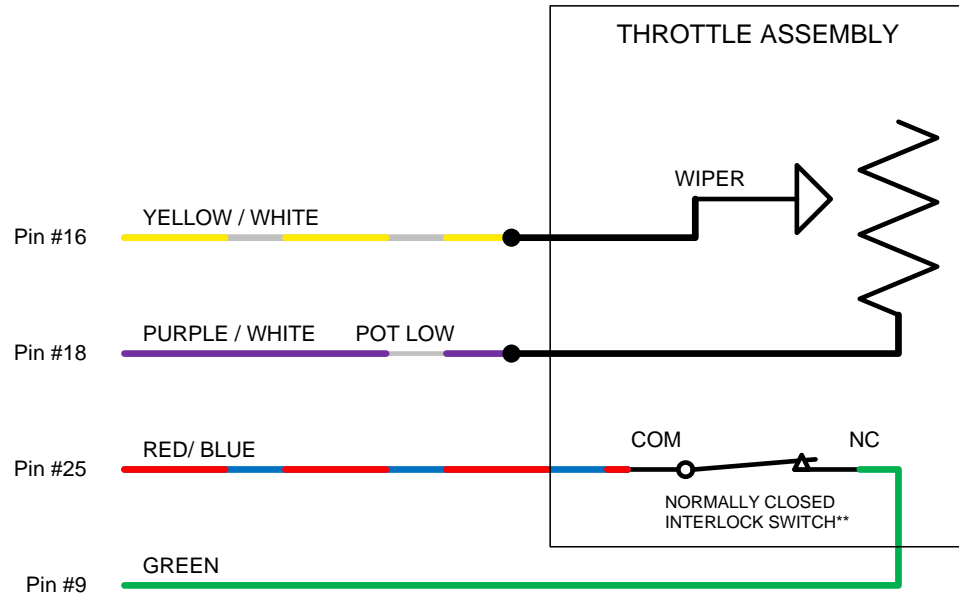 THROTTLE ASSEMBLY
WIPER
YELLOW / WHITE
Pin #16
PURPLE / WHITE POT LOW
Pin #18
RED/ BLUE
COM NC
Pin #25
NORMALLY CLOSED
INTERLOCK SWITCH**
GREEN
Pin #9